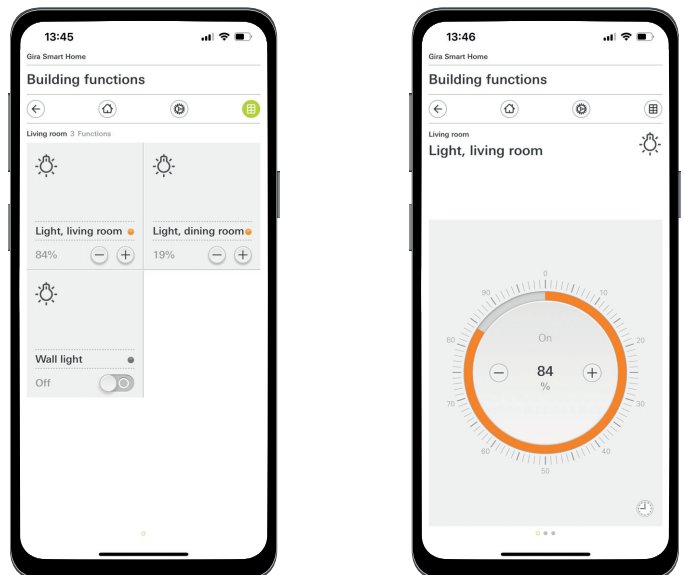 13:45
Gira Smart Home
Building functions
Living room 3 Functions
Light, living room
84%
Light, dining room
19%
Wall light
Off
13:46
Gira Smart Home
Building functions
Living room
Light, living room
0
10
20
30
40
50
60
70
80
90
On
84
%